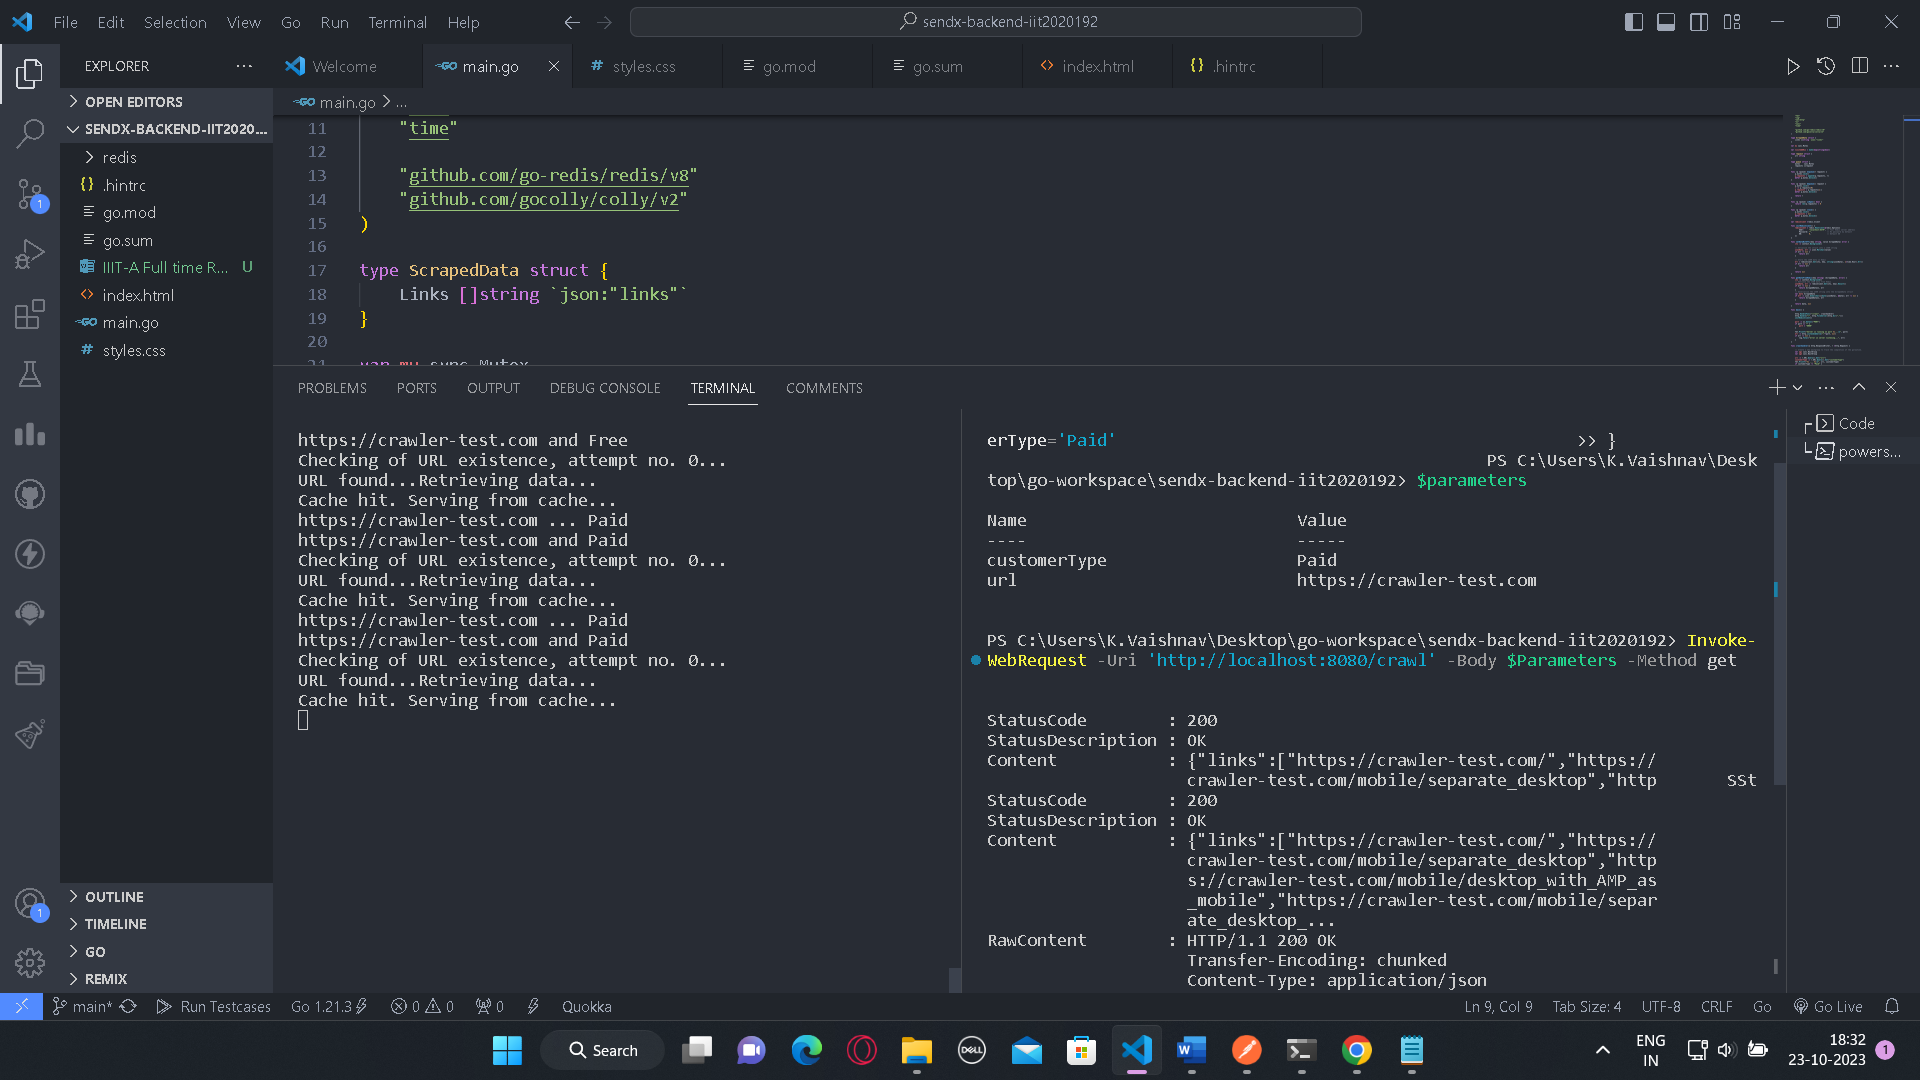 File Edit Selection View Go Run Terminal Help
sendx-backend-iit2020192
EXPLORER
Welcome
main.go
styles.css
go.mod
go.sum
index.html
.hintrc
OPEN EDITORS
SENDX-BACKEND-IIT2020...
redis
.hintrc
go.mod
go.sum
IIIT-A Full time R... U
index.html
main.go
styles.css
OUTLINE
TIMELINE
GO
REMIX
main.go > ...
11 "time"
12
13 "github.com/go-redis/redis/v8"
14 "github.com/gocolly/colly/v2"
15 )
16
17 type ScrapedData struct {
18 Links []string `json:"links"`
19 }
20
21 var mu sync.Mutex
PROBLEMS PORTS OUTPUT DEBUG CONSOLE TERMINAL COMMENTS
https://crawler-test.com and Free
Checking of URL existence, attempt no. 0...
URL found...Retrieving data...
Cache hit. Serving from cache...
https://crawler-test.com ... Paid
https://crawler-test.com and Paid
Checking of URL existence, attempt no. 0...
URL found...Retrieving data...
Cache hit. Serving from cache...
https://crawler-test.com ... Paid
https://crawler-test.com and Paid
Checking of URL existence, attempt no. 0...
URL found...Retrieving data...
Cache hit. Serving from cache...
erType='Paid' >> }
PS C:\Users\K.Vaishnav\Desk
top\go-workspace\sendx-backend-iit2020192> $parameters
Name Value
---- -----
customerType Paid
url https://crawler-test.com
PS C:\Users\K.Vaishnav\Desktop\go-workspace\sendx-backend-iit2020192> Invoke-
WebRequest -Uri 'http://localhost:8080/crawl' -Body $Parameters -Method get
StatusCode : 200
StatusDescription : OK
Content : {"links":["https://crawler-test.com/","https://
crawler-test.com/mobile/separate_desktop","http SSt
StatusCode : 200
StatusDescription : OK
Content : {"links":["https://crawler-test.com/","https://
crawler-test.com/mobile/separate_desktop","http
s://crawler-test.com/mobile/desktop_with_AMP_as
_mobile","https://crawler-test.com/mobile/separ
ate_desktop_...
RawContent : HTTP/1.1 200 OK
Transfer-Encoding: chunked
Content-Type: application/json
Code
powers...
1
1
main* Run Testcases Go 1.21.3 0 0 0 Quokka
Ln 9, Col 9 Tab Size: 4 UTF-8 CRLF Go Go Live
Search
DELL
W
ENG
IN
18:32
23-10-2023
1